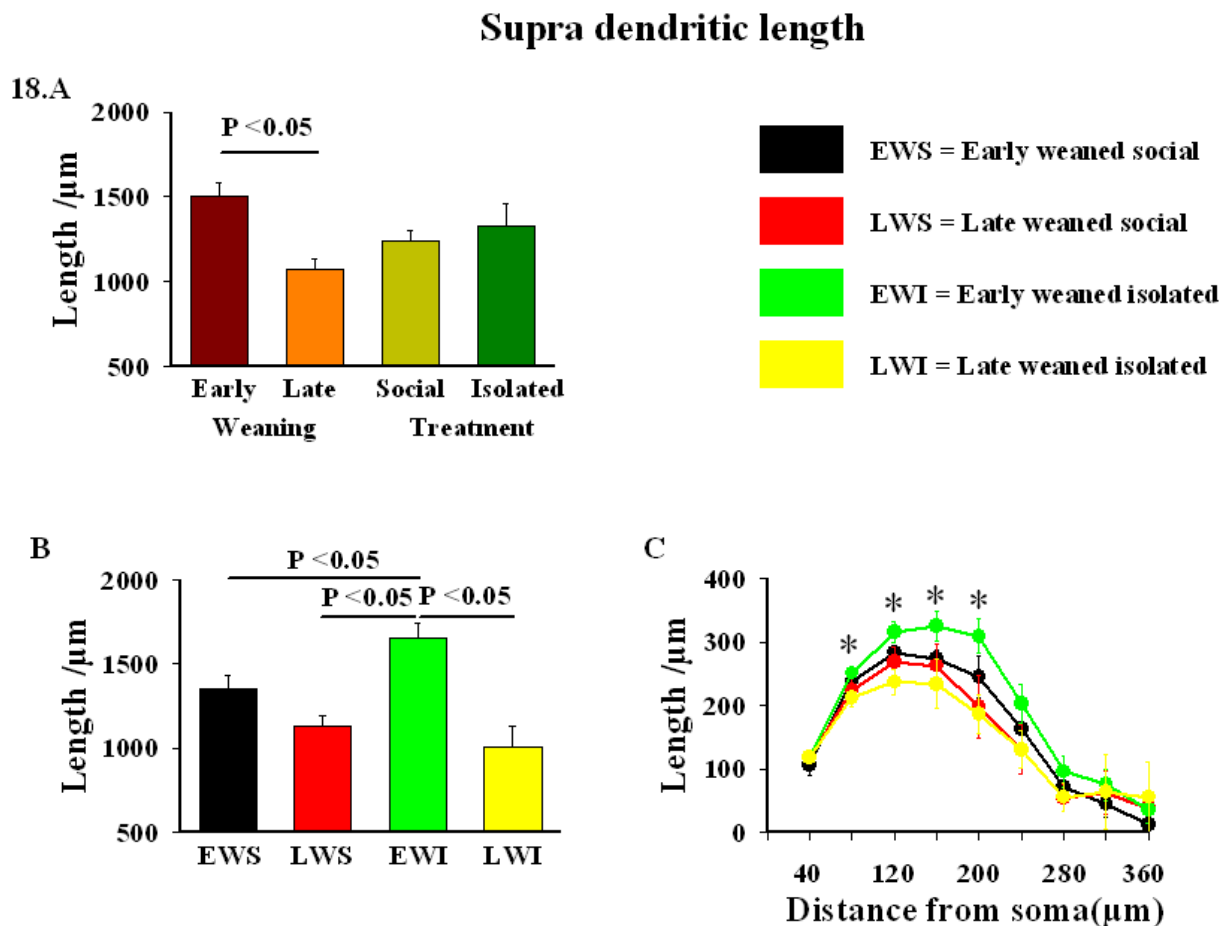 Supra dendritic length
18.A
2000
1500
1000
500
Length /µm
P <0.05
Early Late Social Isolated
Weaning Treatment
EWS = Early weaned social
LWS = Late weaned social
EWI = Early weaned isolated
LWI = Late weaned isolated
B
2000
1500
1000
500
Length /µm
P <0.05
P <0.05 P <0.05
EWS LWS EWI LWI
C
400
300
200
100
0
Length /µm
* * * *
40 120 200 280 360
Distance from soma(µm)